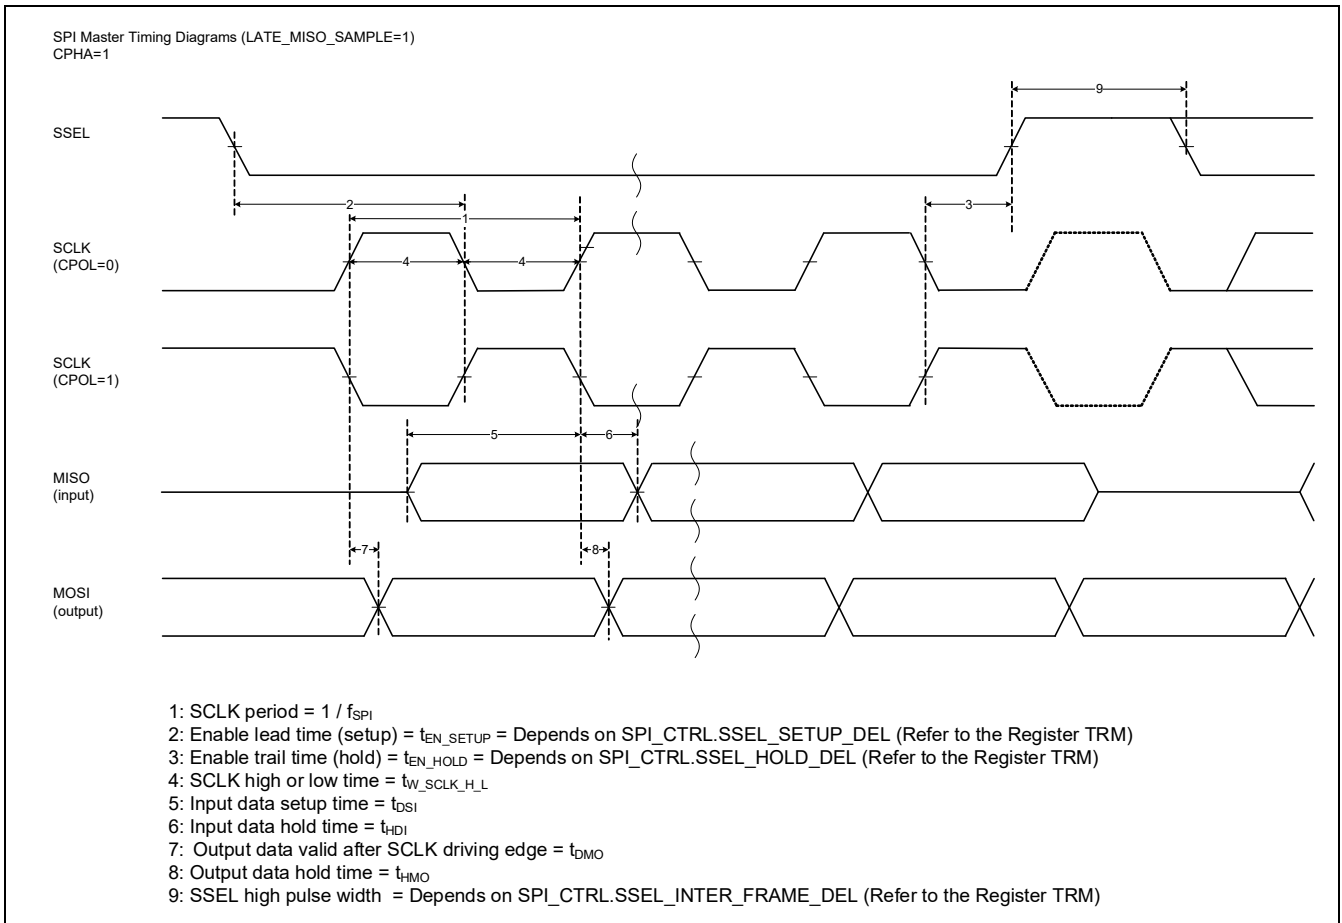 SPI Master Timing Diagrams (LATE_MISO_SAMPLE=1)
CPHA=1
9
SSEL
2
3
1
SCLK
(CPOL=0)
4
4
SCLK
(CPOL=1)
5
6
MISO
(input)
7
8
MOSI
(output)
1: SCLK period = 1 / fSPI
2: Enable lead time (setup) = tEN_SETUP = Depends on SPI_CTRL.SSEL_SETUP_DEL (Refer to the Register TRM)
3: Enable trail time (hold) = tEN_HOLD = Depends on SPI_CTRL.SSEL_HOLD_DEL (Refer to the Register TRM)
4: SCLK high or low time = tW_SCLK_H_L
5: Input data setup time = tDSI
6: Input data hold time = tHDI
7: Output data valid after SCLK driving edge = tDMO
8: Output data hold time = tHMO
9: SSEL high pulse width = Depends on SPI_CTRL.SSEL_INTER_FRAME_DEL (Refer to the Register TRM)